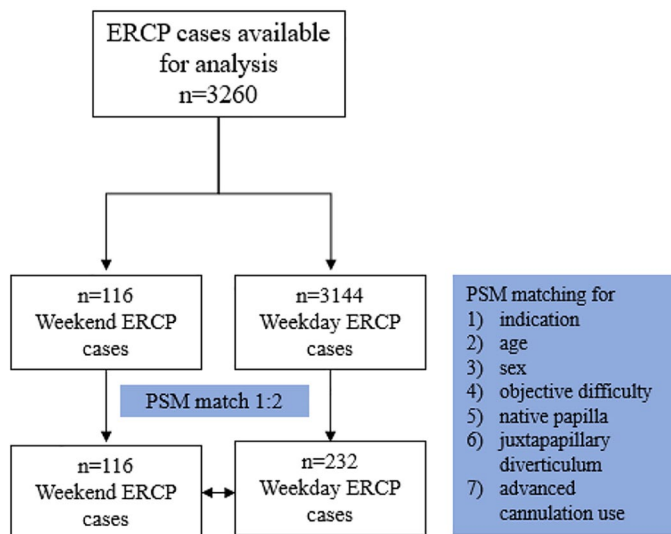 ERCP cases available
for analysis
n=3260
n=116
Weekend ERCP
cases
n=3144
Weekday ERCP
cases
PSM match 1:2
n=116
Weekend ERCP
cases
n=232
Weekday ERCP
cases
PSM matching for
1) indication
2) age
3) sex
4) objective difficulty
5) native papilla
6) juxtapapillary
diverticulum
7) advanced
cannulation use